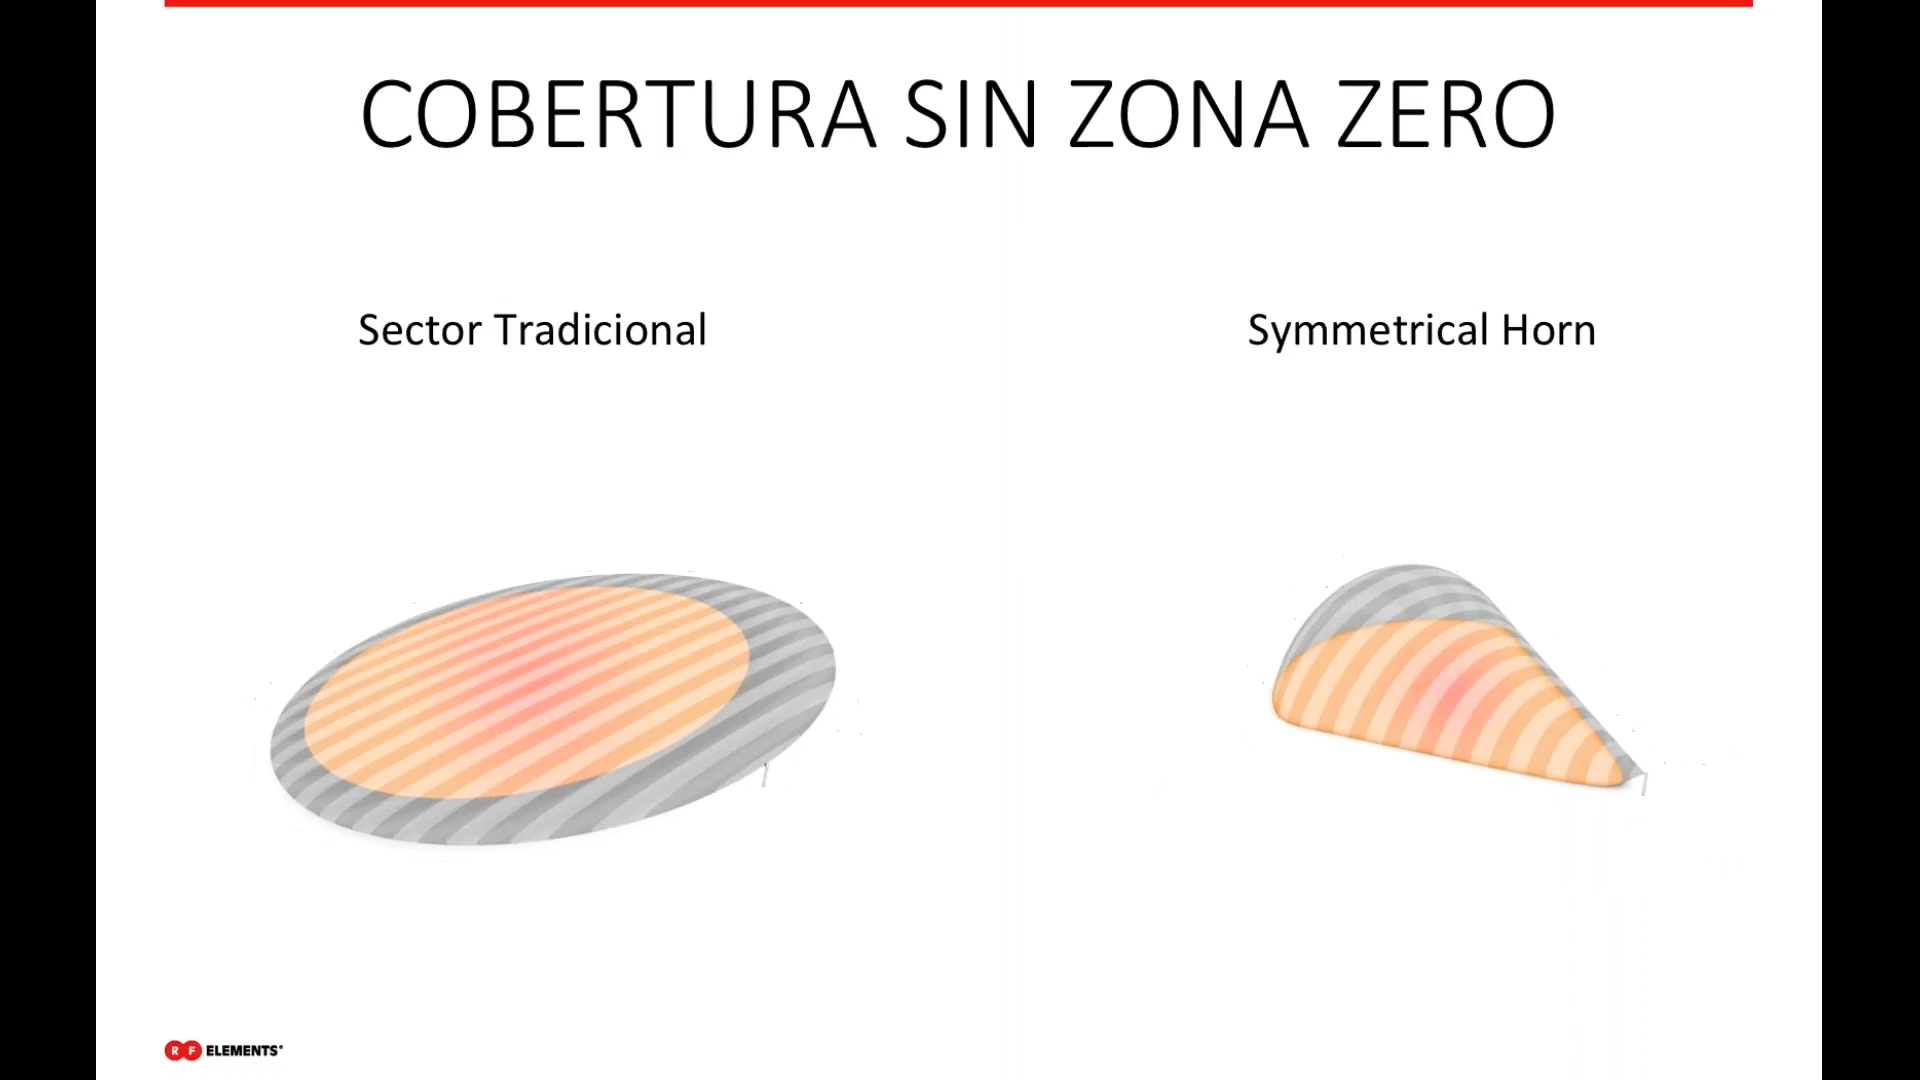 COBERTURA SIN ZONA ZERO
Sector Tradicional
Symmetrical Horn
RF ELEMENTS®